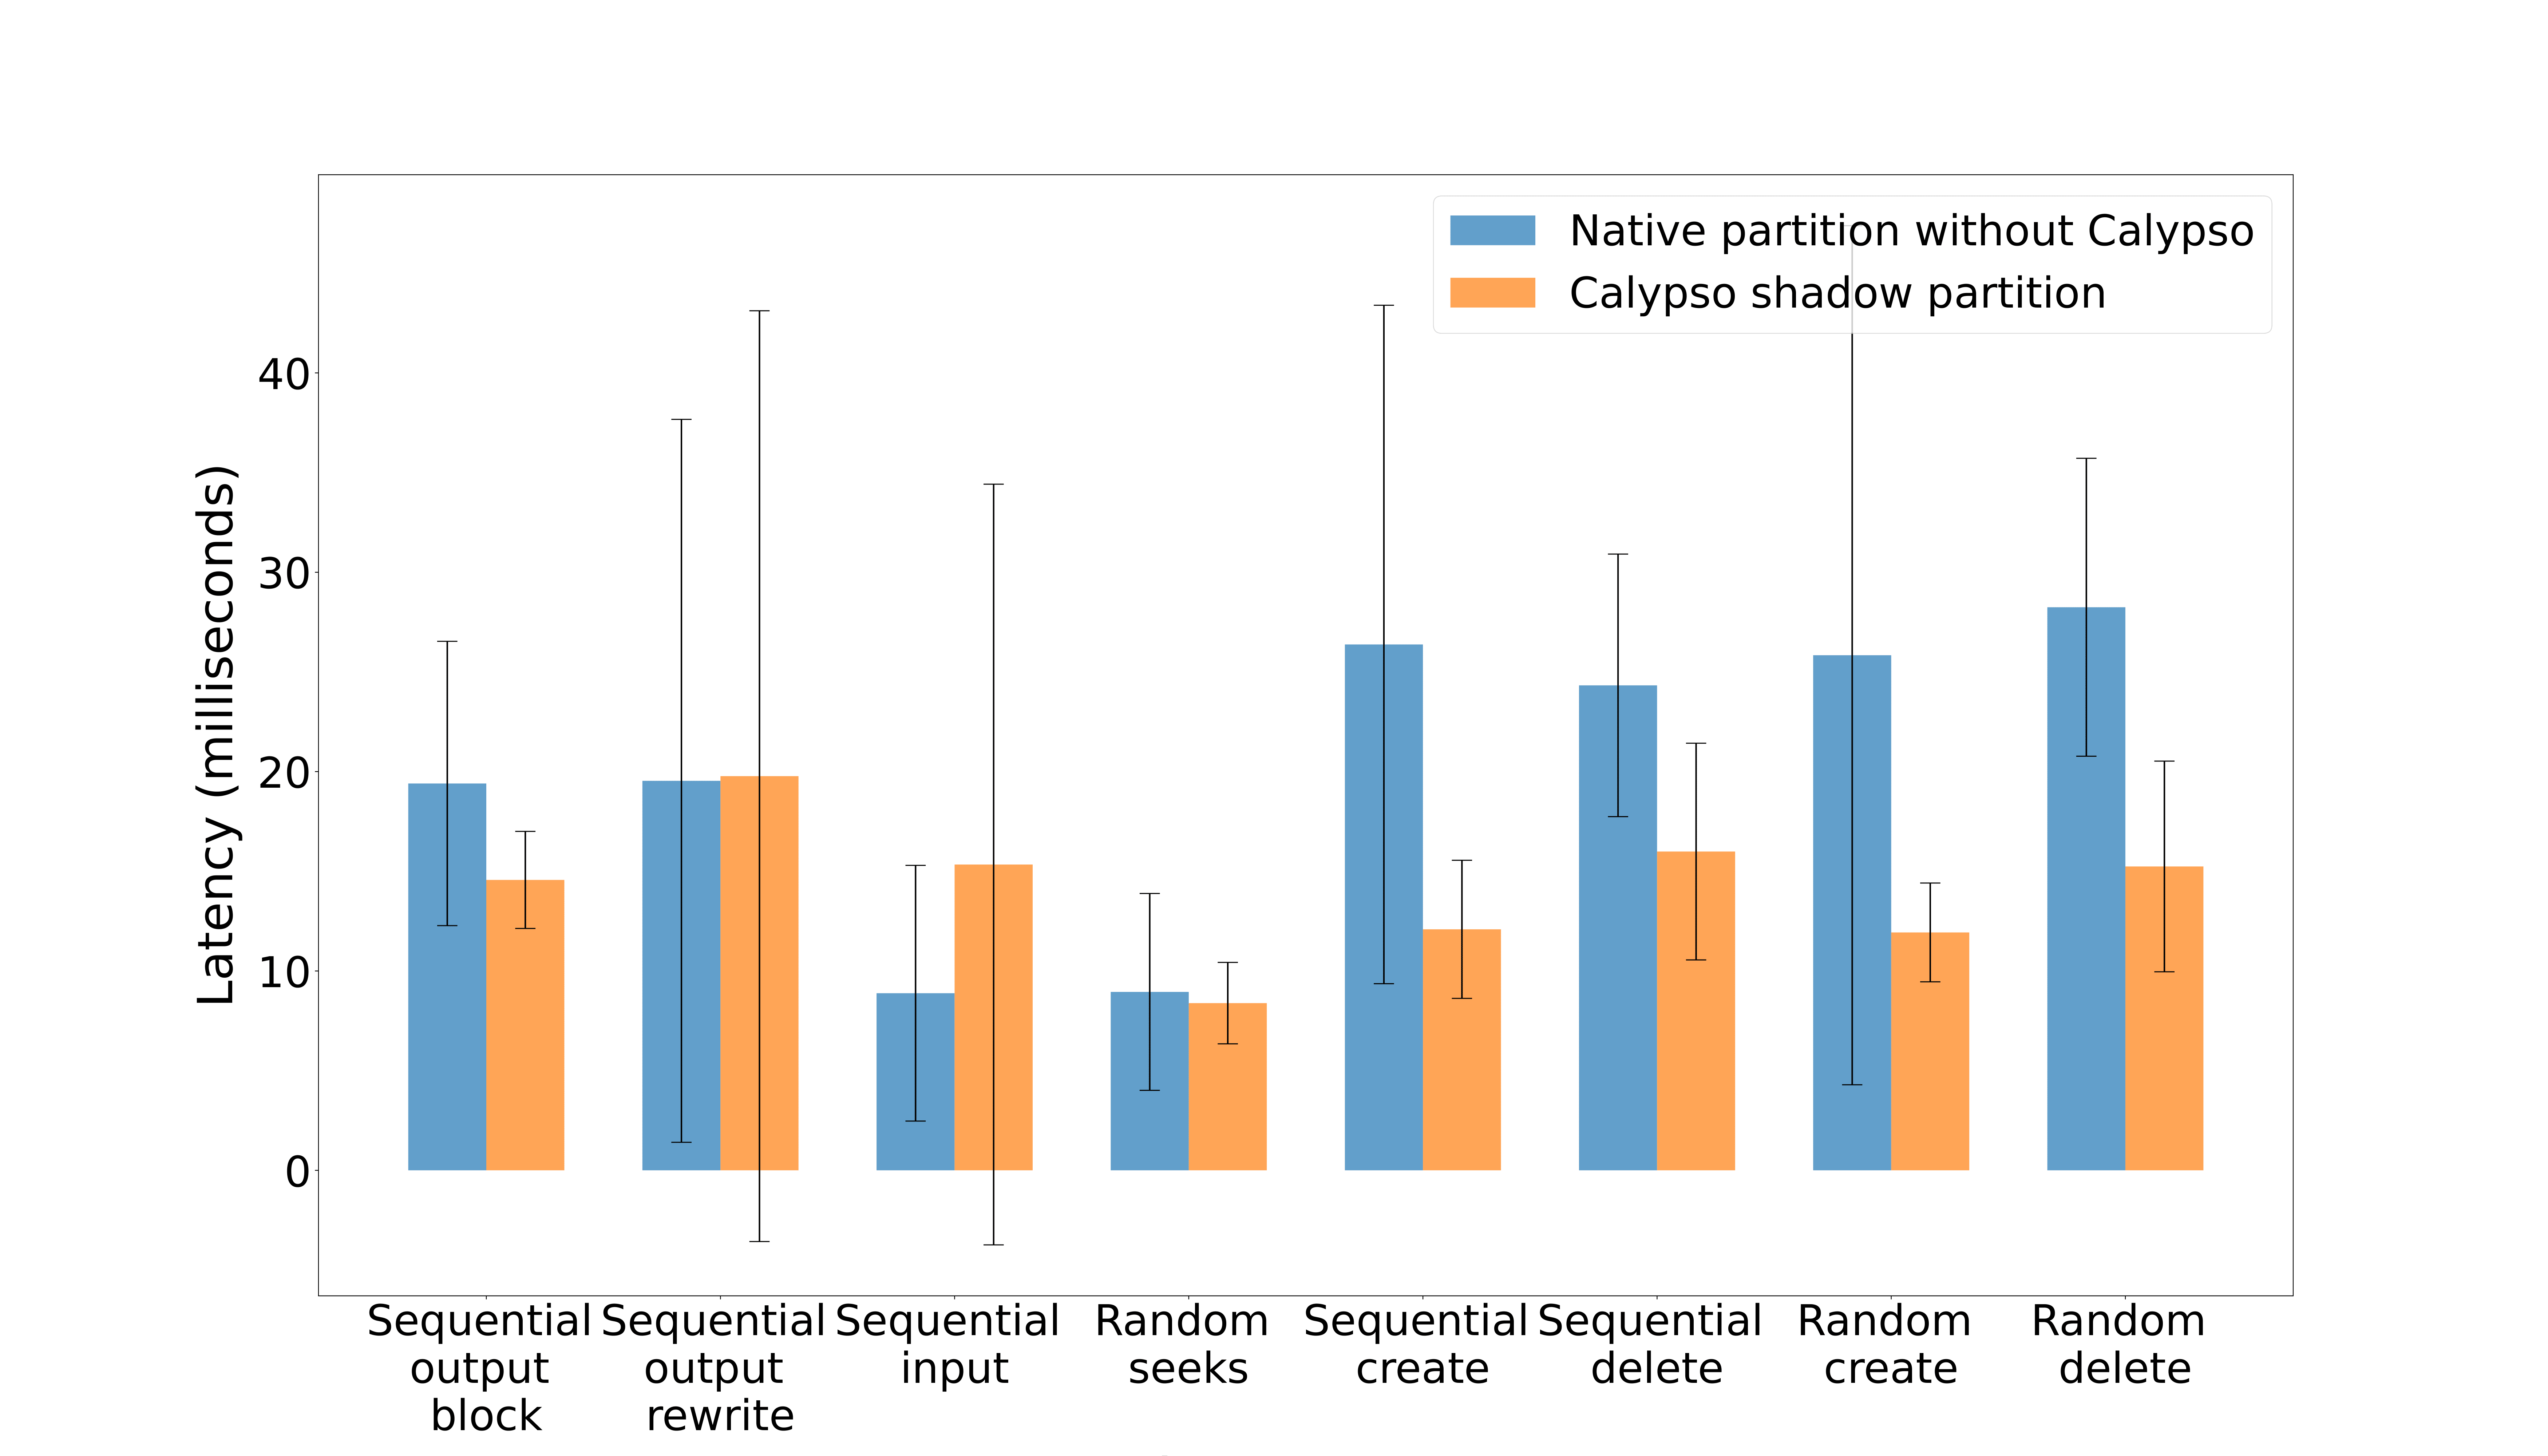 Native partition without Calypso
Calypso shadow partition
Latency (milliseconds)
40
30
20
10
0
Sequential output block
Sequential output rewrite
Sequential input
Random seeks
Sequential create
Sequential delete
Random create
Random delete